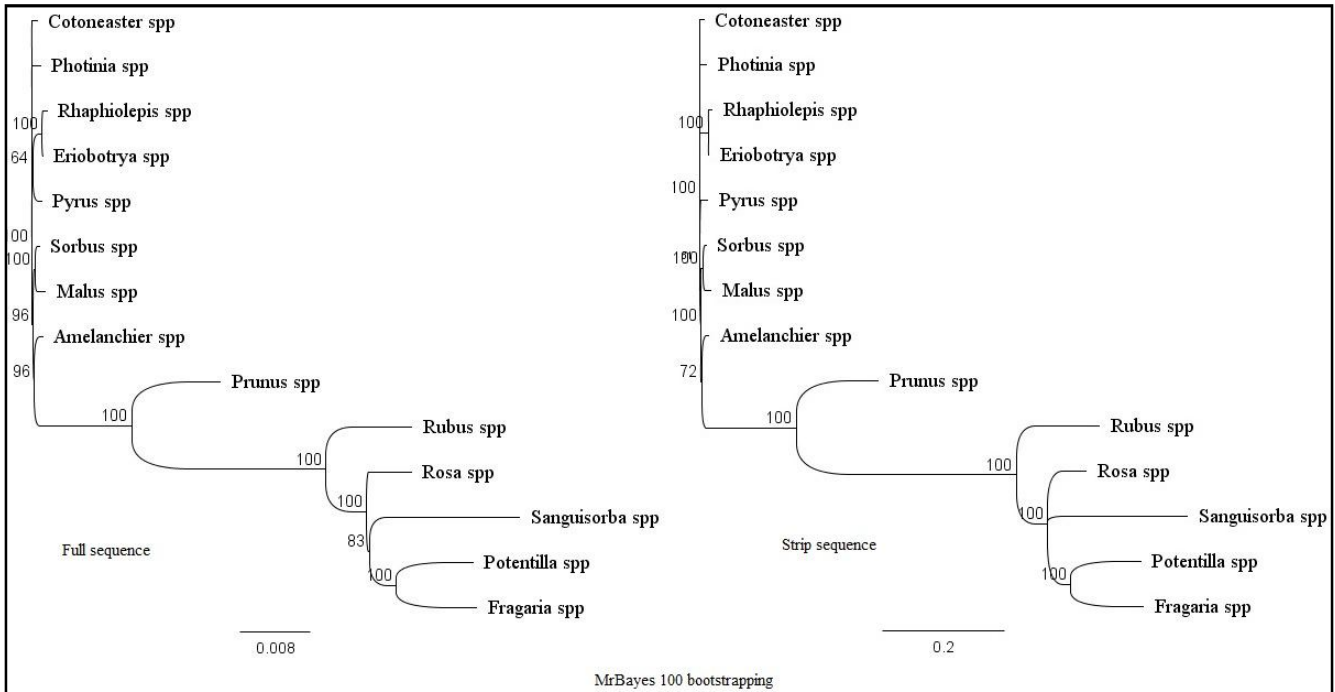 Cotoneaster spp
Photinia spp
Rhaphiolepis spp
100
64
Eriobotrya spp
Pyrus spp
00
Sorbus spp
100
Malus spp
96
Amelanchier spp
96
Prunus spp
100
Rubus spp
100
Rosa spp
100
Sanguisorba spp
83
Full sequence
Potentilla spp
100
Fragaria spp
0.008
Cotoneaster spp
Photinia spp
Rhaphiolepis spp
100
Eriobotrya spp
100
Pyrus spp
Sorbus spp
Malus spp
100
Amelanchier spp
72
Prunus spp
100
Rubus spp
100
Rosa spp
100
Sanguisorba spp
Strip sequence
Potentilla spp
100
Fragaria spp
0.2
MrBayes 100 bootstrapping